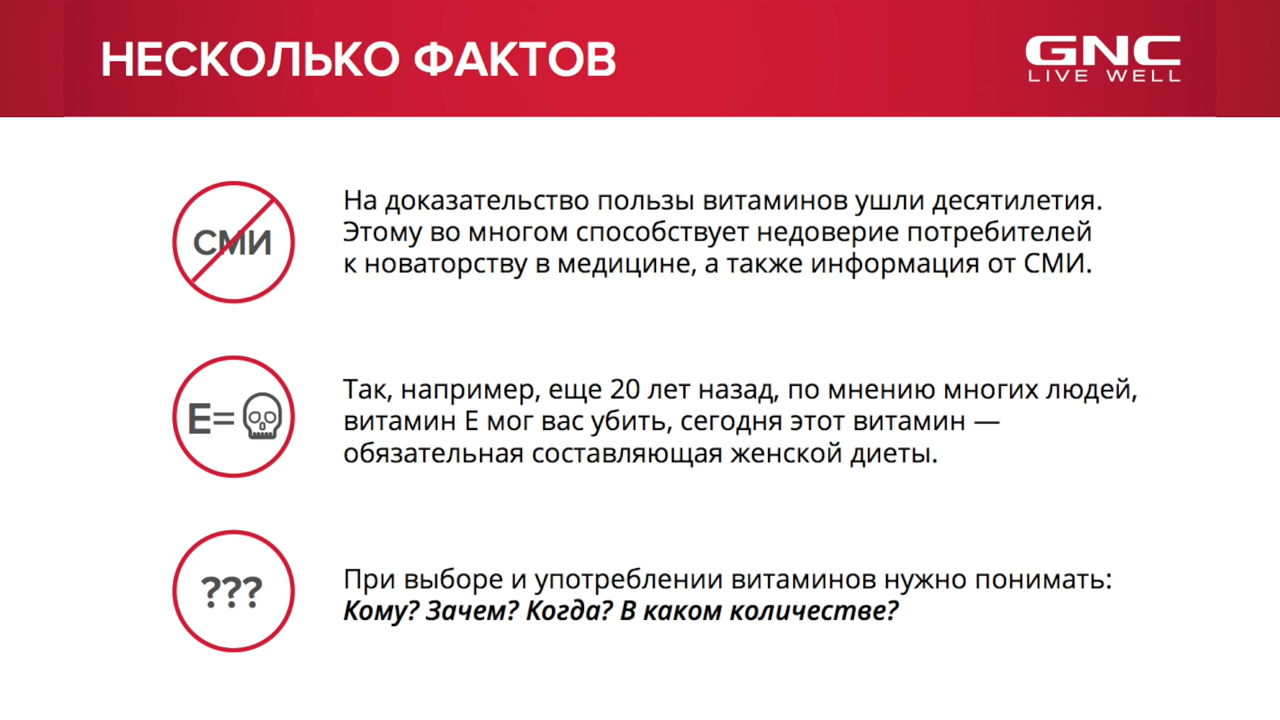 НЕСКОЛЬКО ФАКТОВ
GNC
LIVE WELL
СМИ
На доказательство пользы витаминов ушли десятилетия.
Этому во многом способствует недоверие потребителей
к новаторству в медицине, а также информация от СМИ.
E=
Так, например, еще 20 лет назад, по мнению многих людей,
витамин Е мог вас убить, сегодня этот витамин —
обязательная составляющая женской диеты.
???
При выборе и употреблении витаминов нужно понимать:
Кому? Зачем? Когда? В каком количестве?